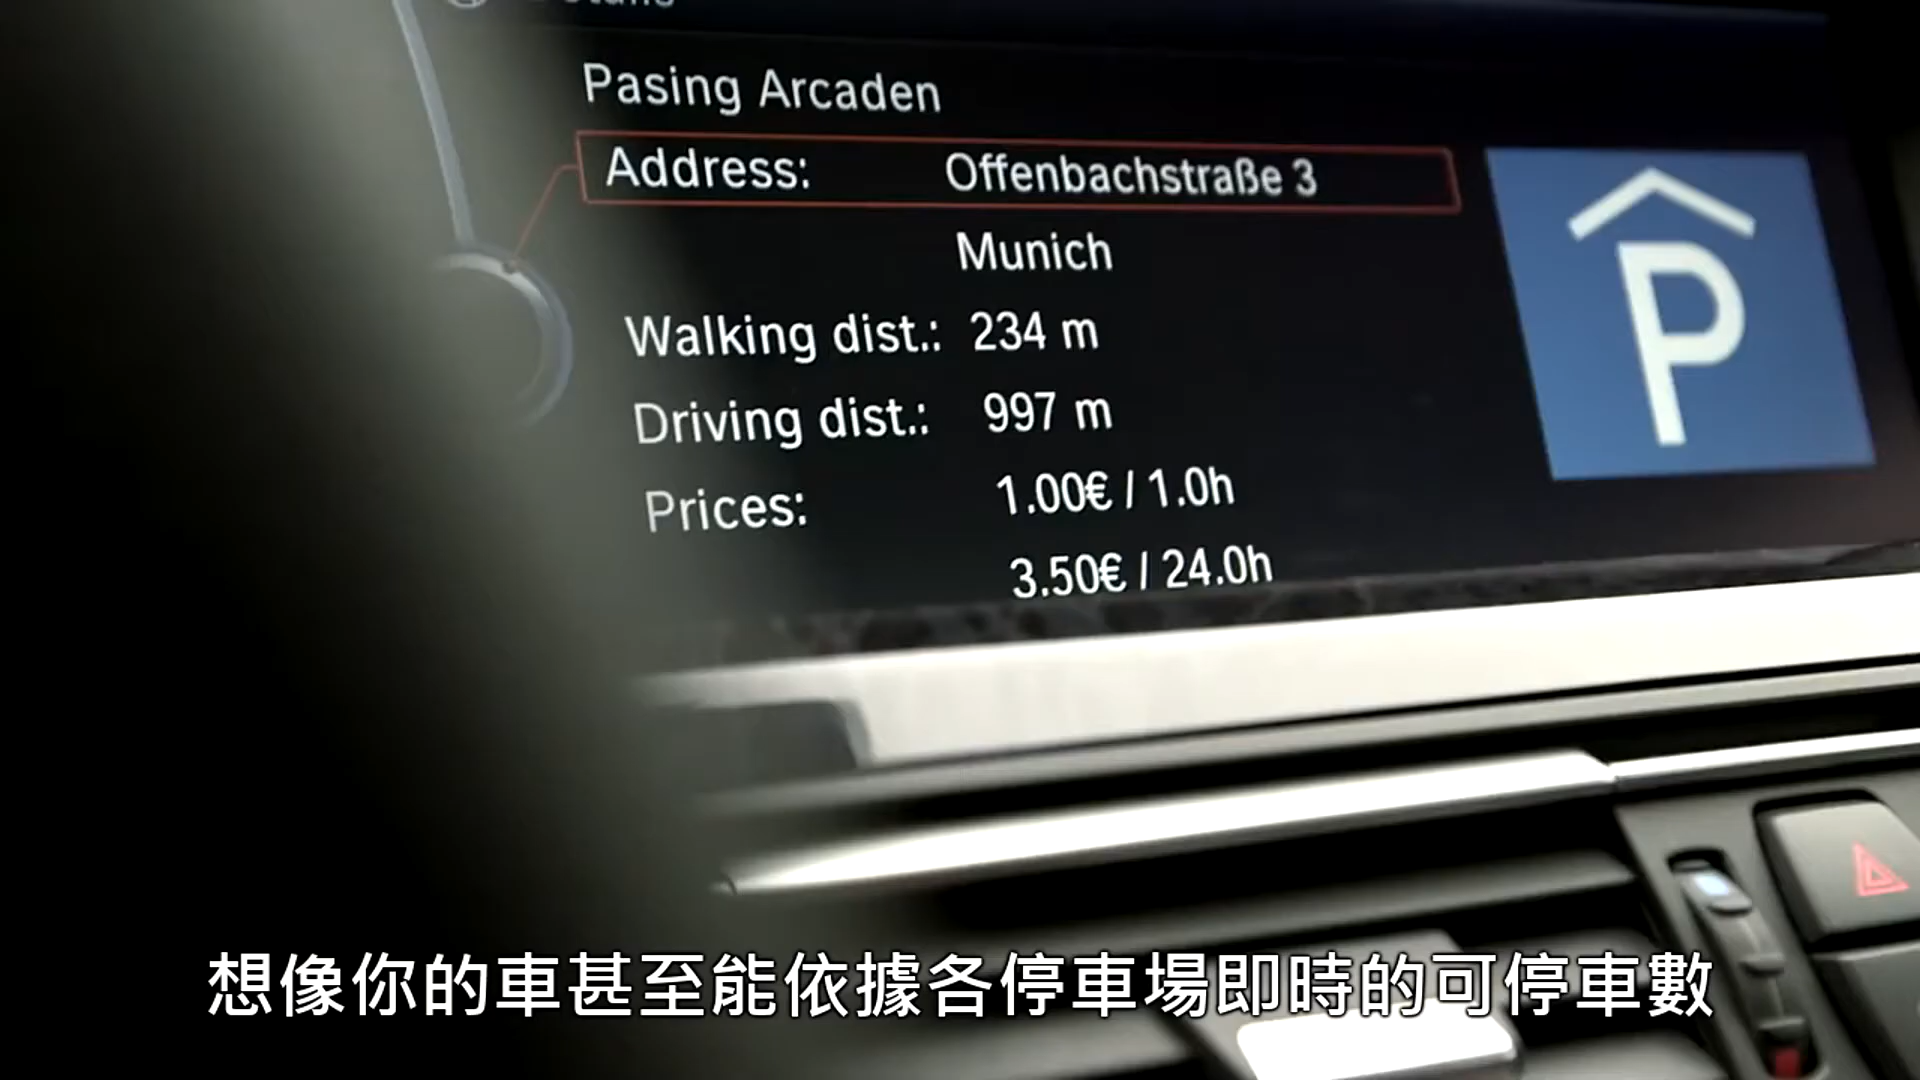 Pasing Arcaden
Address: Offenbachstraße 3
Munich
Walking dist.: 234 m
Driving dist.: 997 m
Prices: 1.00€ / 1.0h
3.50€ / 24.0h
P
想像你的車甚至能依據各停車場即時的可停車數